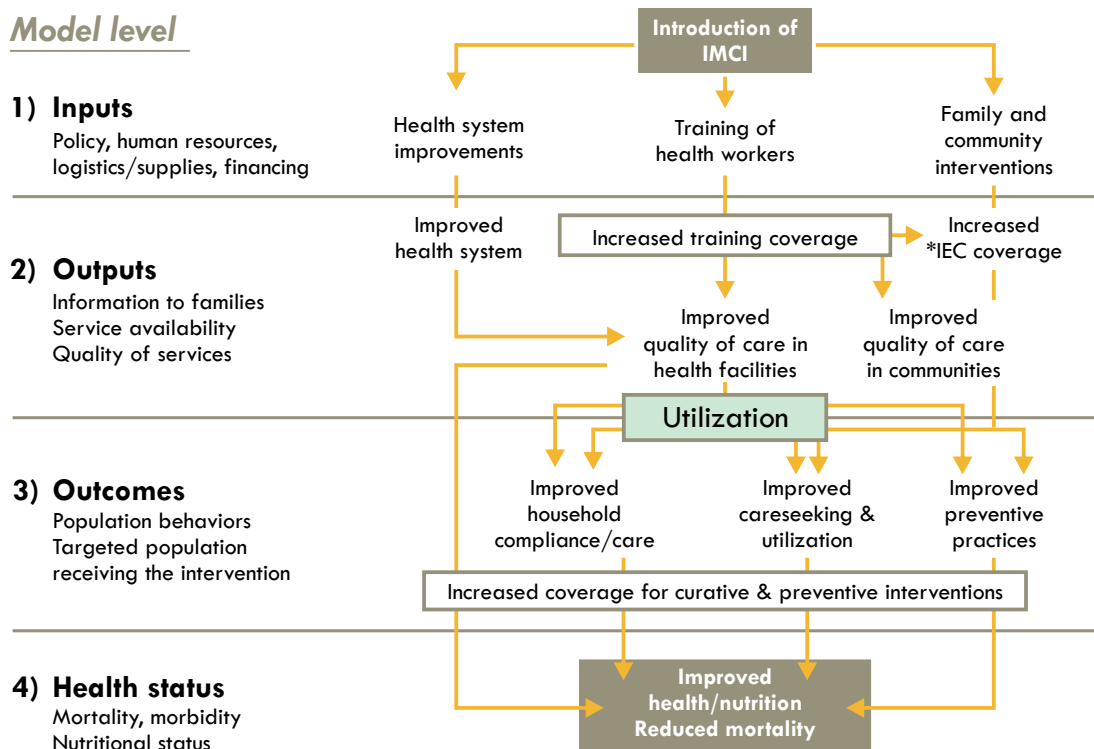 Model level
Introduction of
IMCI
1) Inputs
Policy, human resources,
logistics/supplies, financing
Health system
improvements
Training of
health workers
Family and
community
interventions
2) Outputs
Information to families
Service availability
Quality of services
Improved
health system
Increased training coverage
Increased
*IEC coverage
Improved
quality of care in
health facilities
Improved
quality of care
in communities
Utilization
3) Outcomes
Population behaviors
Targeted population
receiving the intervention
Improved
household
compliance/care
Improved
careseeking &
utilization
Improved
preventive
practices
Increased coverage for curative & preventive interventions
4) Health status
Mortality, morbidity
Nutritional status
Improved
health/nutrition
Reduced mortality